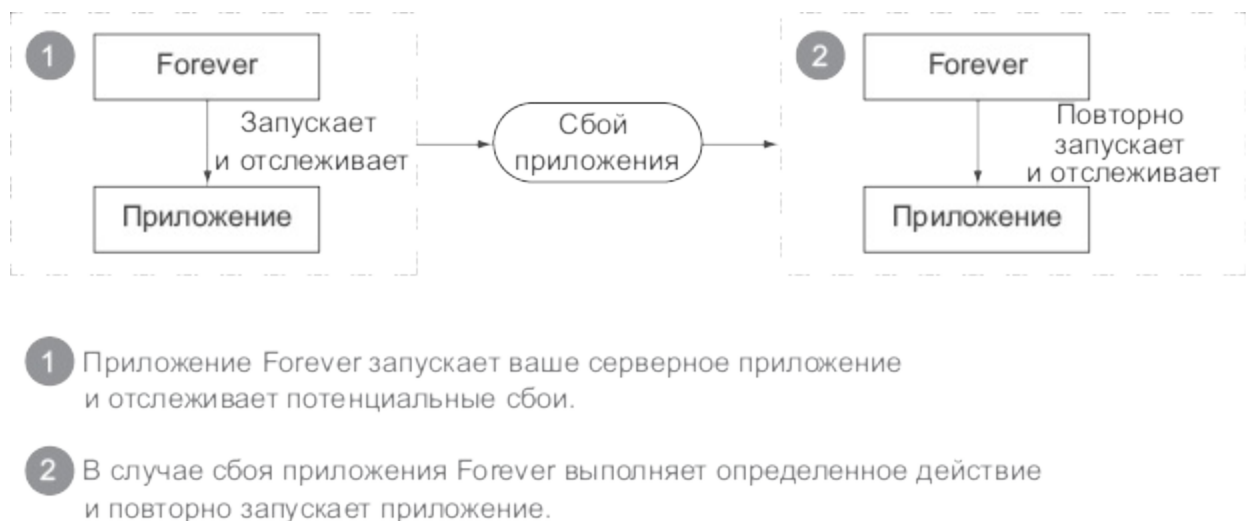 1
Forever
Запускает
и отслеживает
Приложение
Сбой
приложения
2
Forever
Повторно
запускает
и отслеживает
Приложение
1 Приложение Forever запускает ваше серверное приложение
и отслеживает потенциальные сбои.
2 В случае сбоя приложения Forever выполняет определенное действие
и повторно запускает приложение.